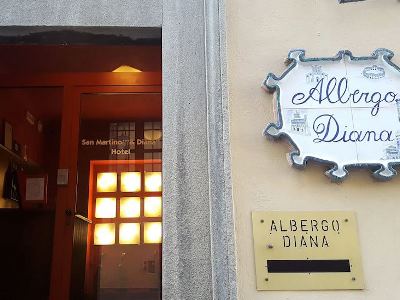 San Martino & Diana
Hotel
Albergo
Diana
ALBERGO
DIANA